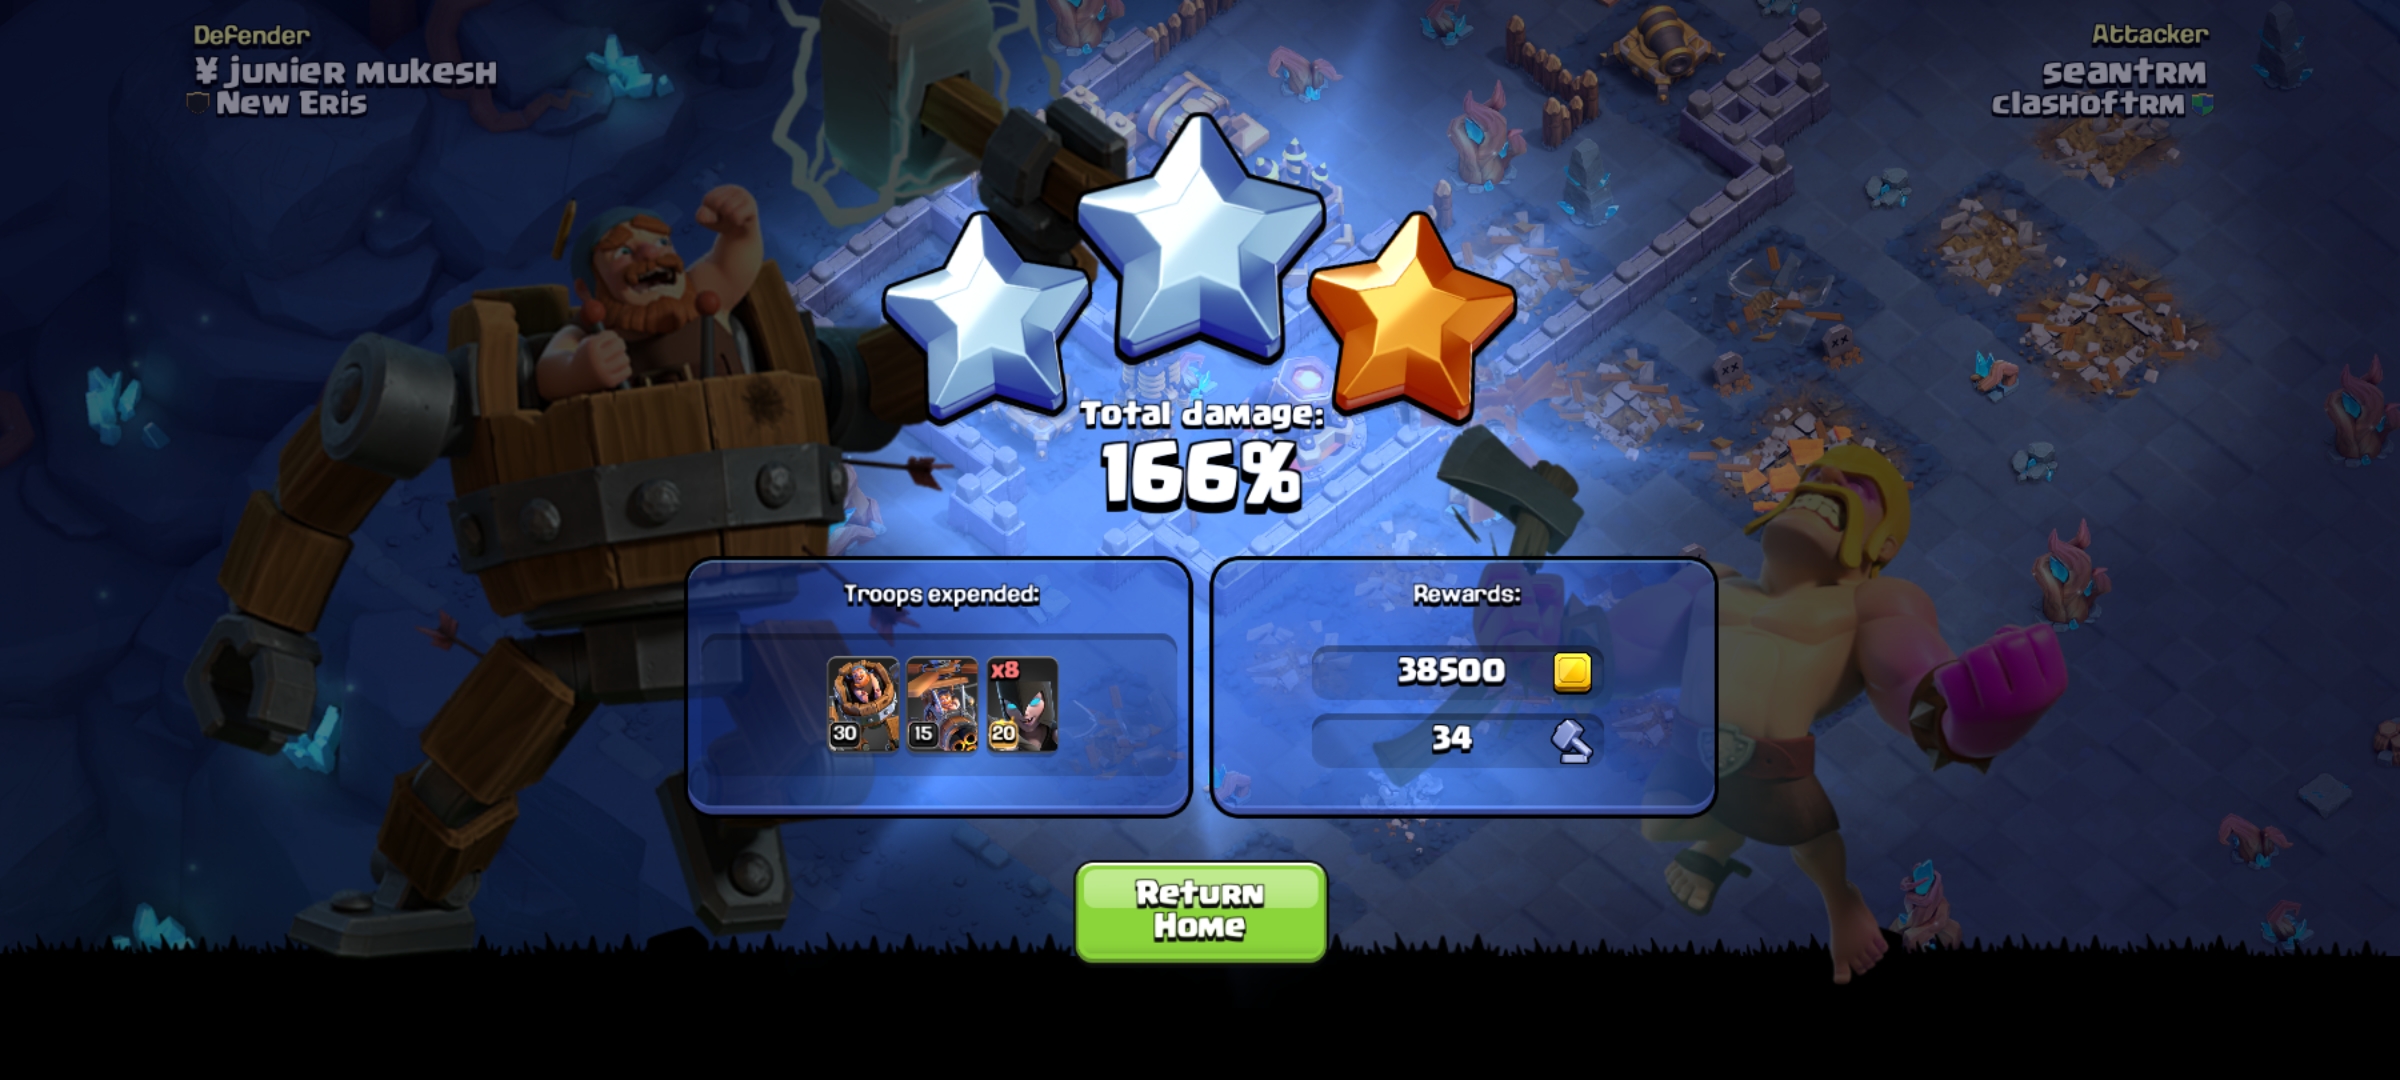 Defender
¥ junier mukesh
New Eris
Attacker
seantrm
clashoftrm
Total damage:
166%
Troops expended:
x8
30
15
20
Rewards:
38500
34
Return
Home